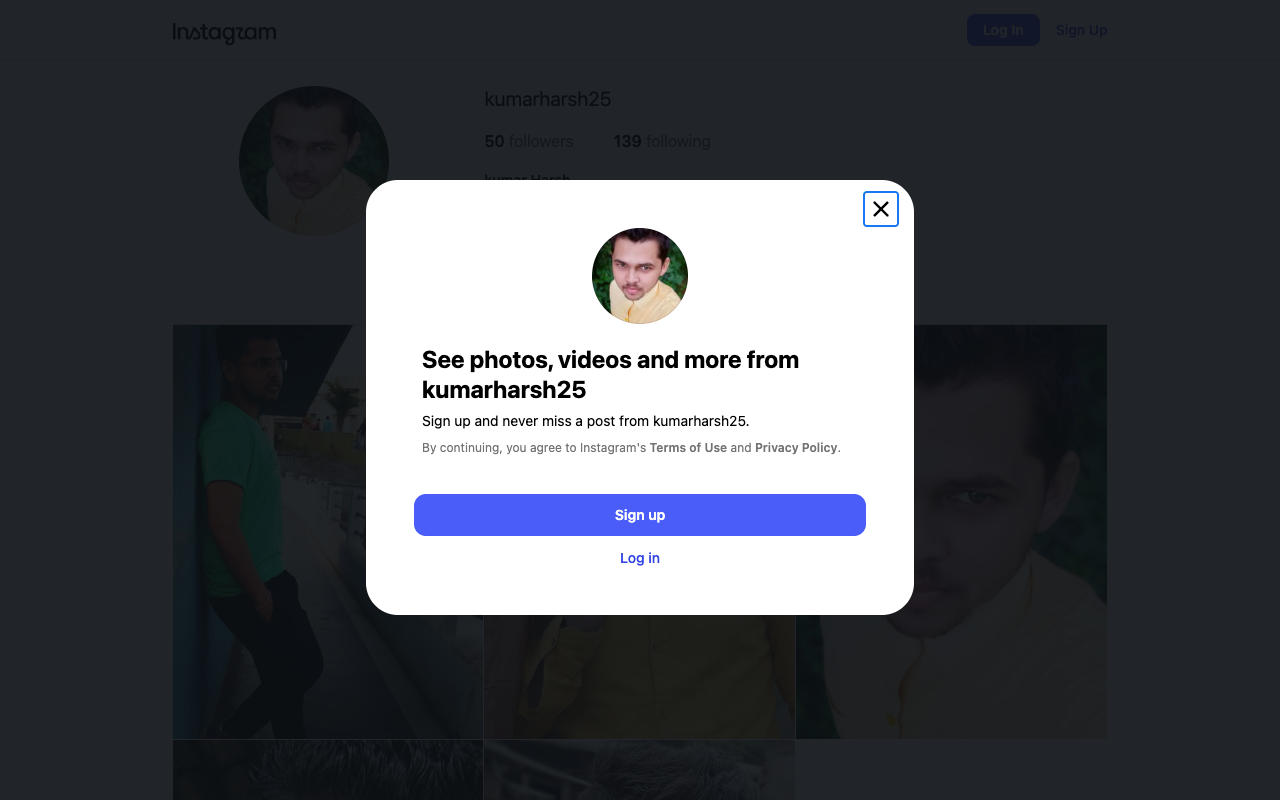 Instagram
Log In
Sign Up
kumarharsh25
50 followers
139 following
kumar Harsh
See photos, videos and more from
kumarharsh25
Sign up and never miss a post from kumarharsh25.
By continuing, you agree to Instagram's Terms of Use and Privacy Policy.
Sign up
Log in